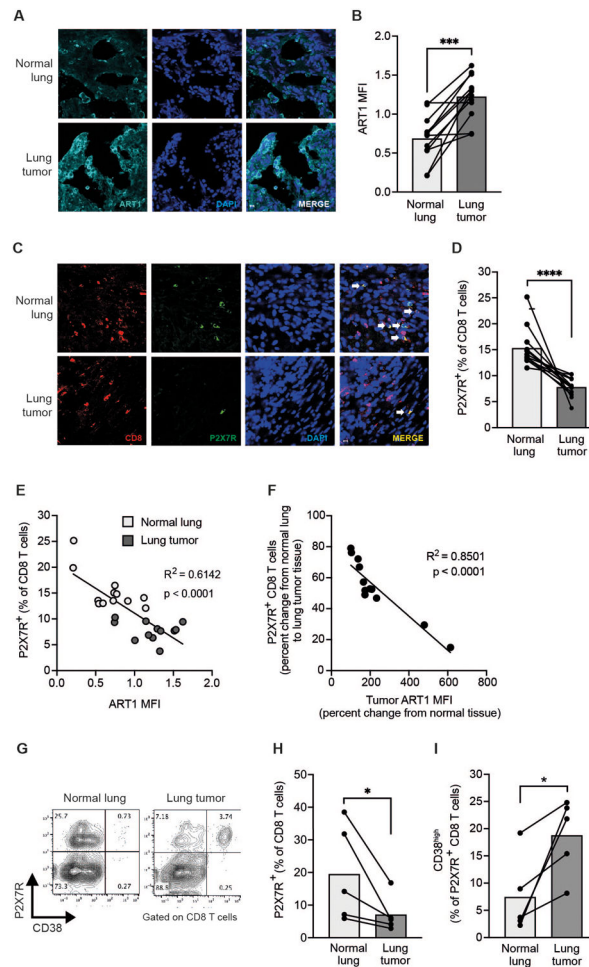 A
Normal
lung
Lung
tumor
ART1
DAPI
MERGE
B
***
ART1 MFI
2.0
1.5
1.0
0.5
0.0
Normal
lung
Lung
tumor
C
Normal
lung
Lung
tumor
CD8
P2X7R
DAPI
MERGE
D
****
P2X7R+ (% of CD8 T cells)
30
25
20
15
10
5
0
Normal
lung
Lung
tumor
E
P2X7R+ (% of CD8 T cells)
30
25
20
15
10
5
0
Normal lung
Lung tumor
R2 = 0.6142
p < 0.0001
0.0 0.5 1.0 1.5 2.0
ART1 MFI
F
P2X7R+ CD8 T cells
(percent change from normal lung
to lung tumor tissue)
100
80
60
40
20
0
R2 = 0.8501
p < 0.0001
0 200 400 600 800
Tumor ART1 MFI
(percent change from normal tissue)
G
Normal lung
Lung tumor
25.7 0.73
73.3 0.27
7.18 3.74
88.8 0.25
P2X7R
CD38
Gated on CD8 T cells
H
*
P2X7R+ (% of CD8 T cells)
50
40
30
20
10
0
Normal
lung
Lung
tumor
I
*
CD38high
(% of P2X7R+ CD8 T cells)
30
20
10
0
Normal
lung
Lung
tumor